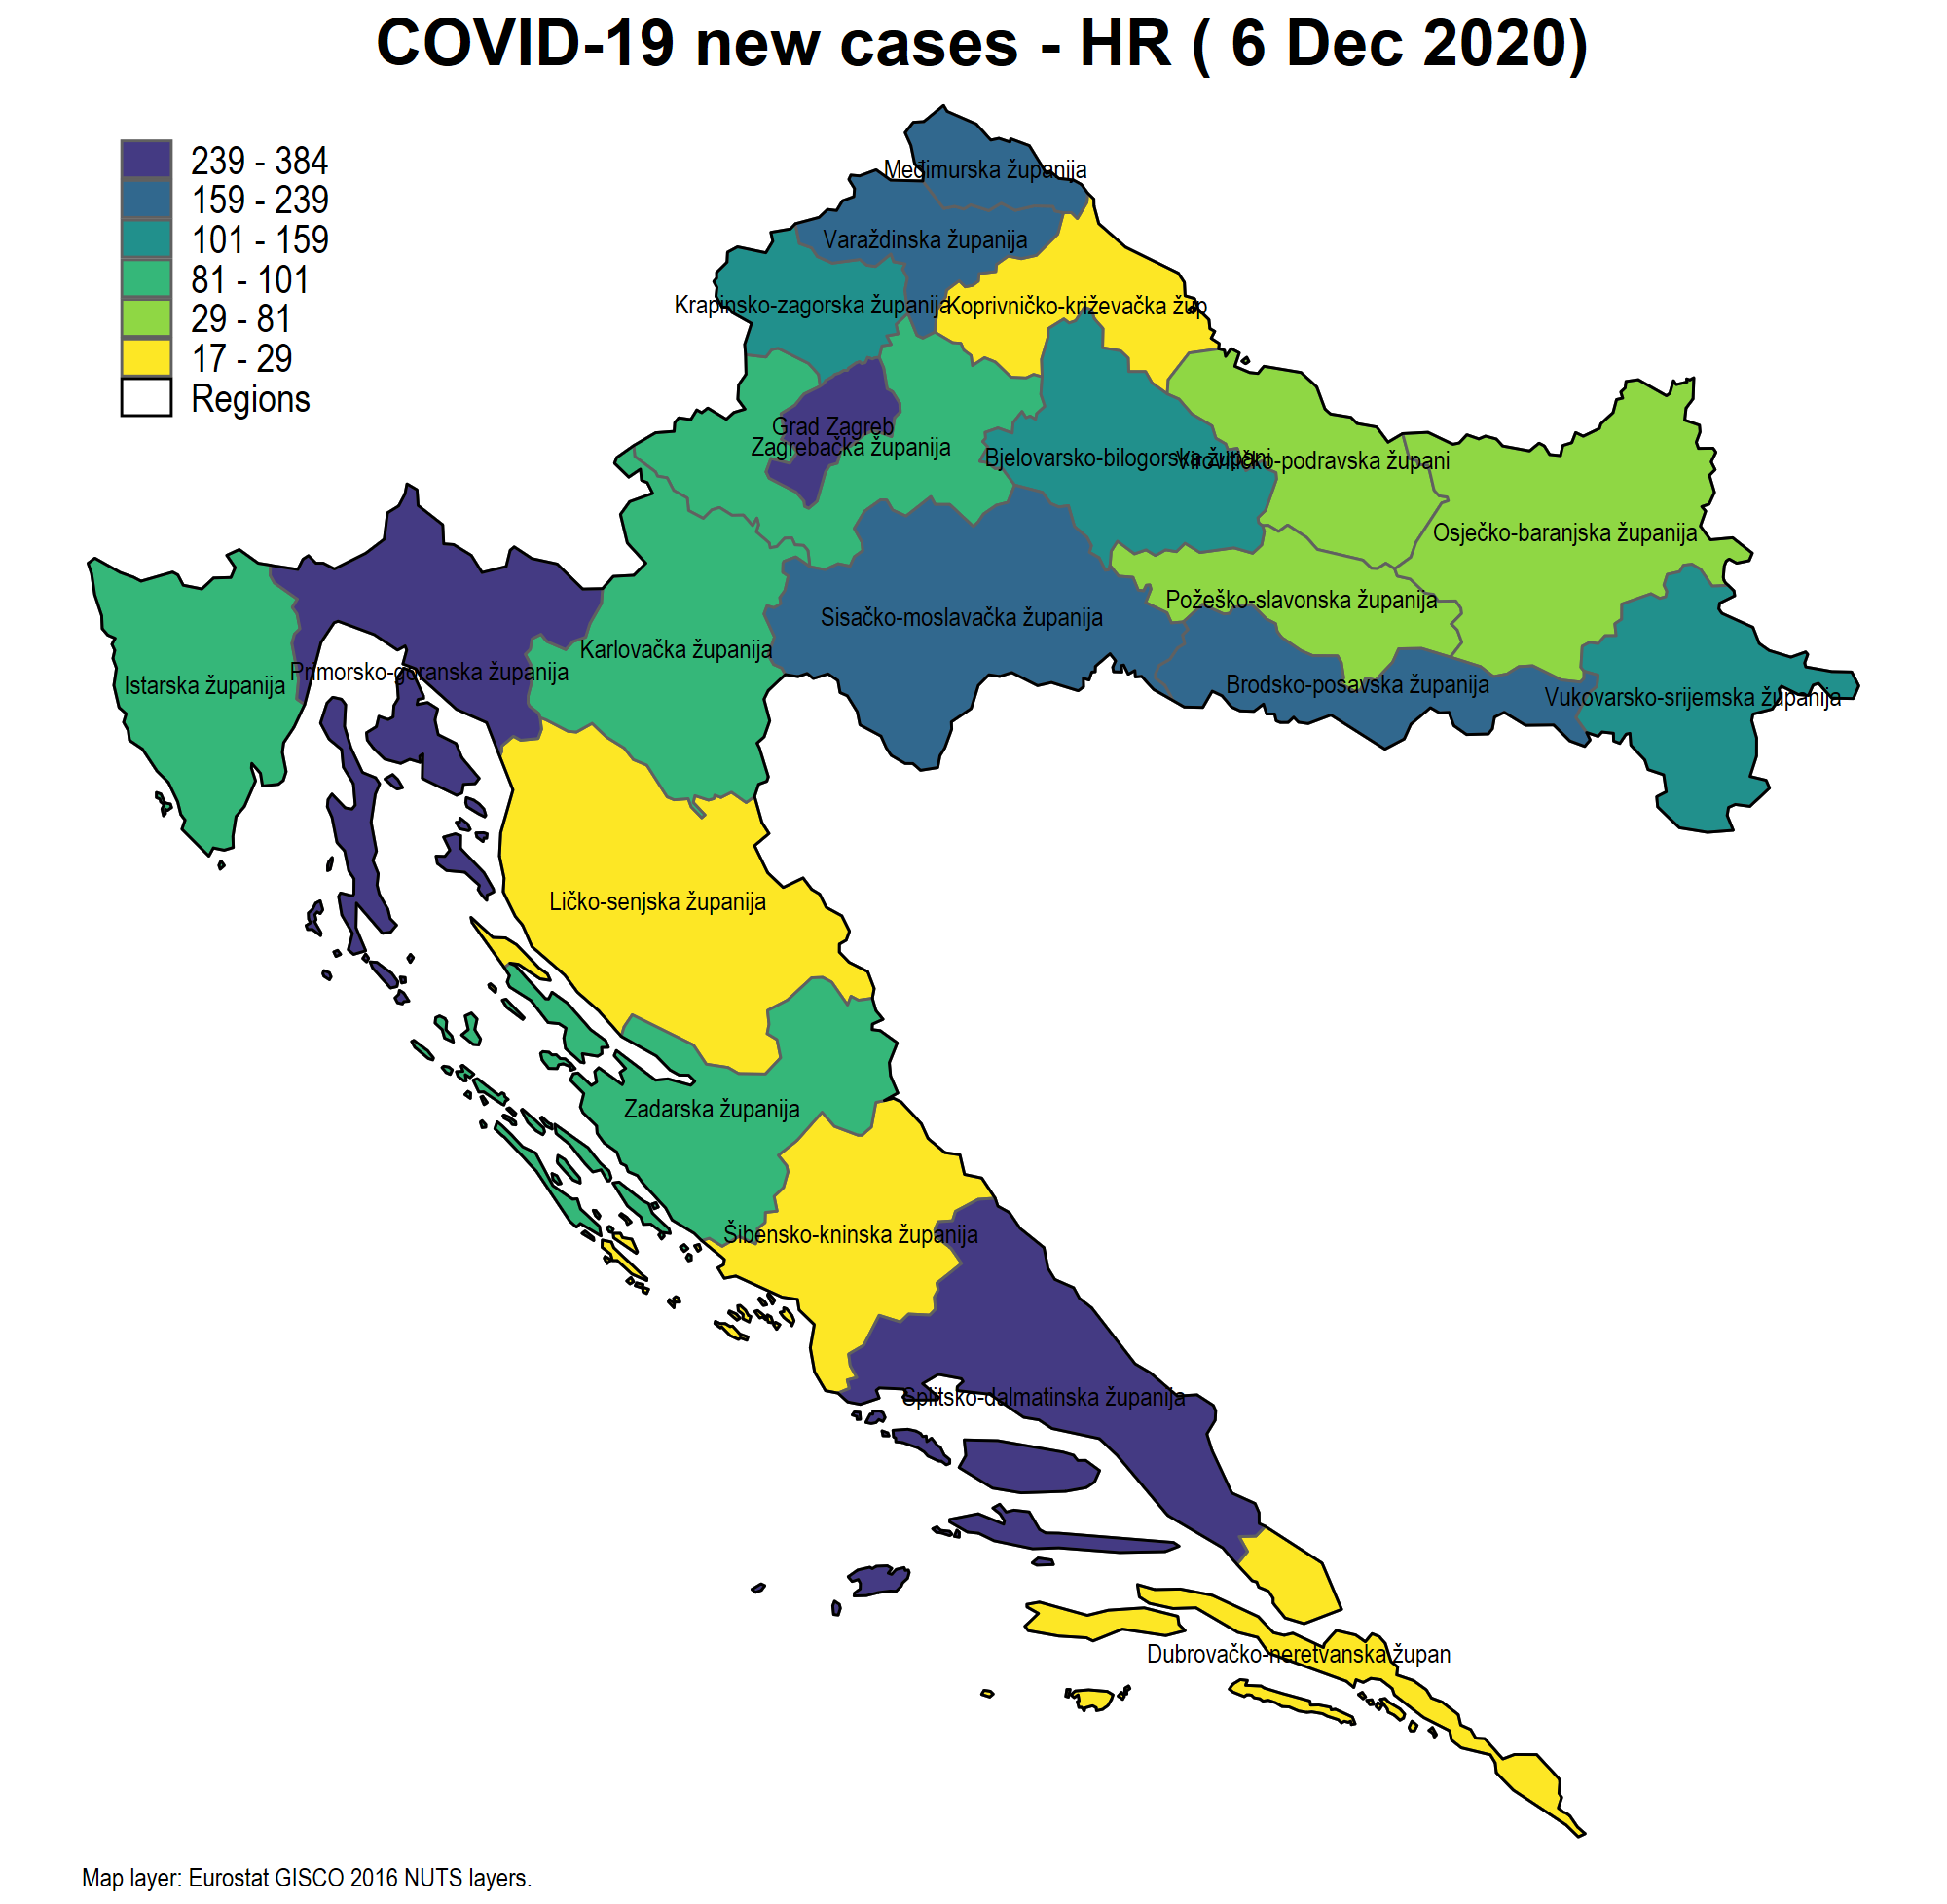 COVID-19 new cases - HR ( 6 Dec 2020)
239 - 384
159 - 239
101 - 159
81 - 101
29 - 81
17 - 29
Regions
Međimurska županija
Varaždinska županija
Krapinsko-zagorska županija
Koprivničko-križevačka žup
Grad Zagreb
Zagrebačka županija
Bjelovarsko-bilogorska županij
Virovitičko-podravska županij
Osječko-baranjska županija
Požeško-slavonska županija
Sisačko-moslavačka županija
Karlovačka županija
Primorsko-goranska županija
Istarska županija
Brodsko-posavska županija
Vukovarsko-srijemska županija
Ličko-senjska županija
Zadarska županija
Šibensko-kninska županija
Splitsko-dalmatinska županija
Dubrovačko-neretvanska župan
Map layer: Eurostat GISCO 2016 NUTS layers.